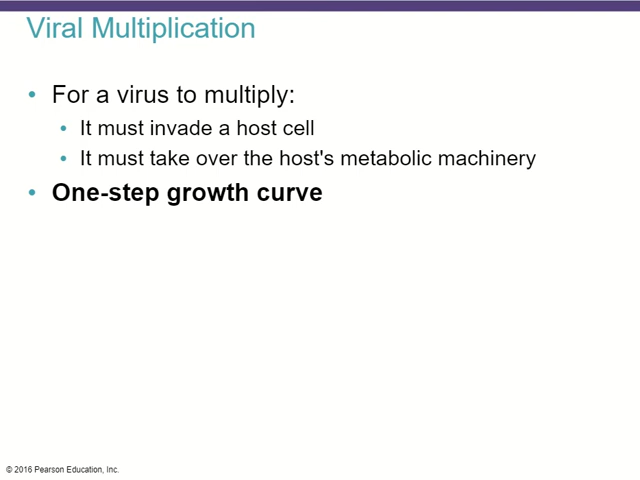 Viral Multiplication
• For a virus to multiply:
• It must invade a host cell
• It must take over the host's metabolic machinery
• One-step growth curve
© 2016 Pearson Education, Inc.